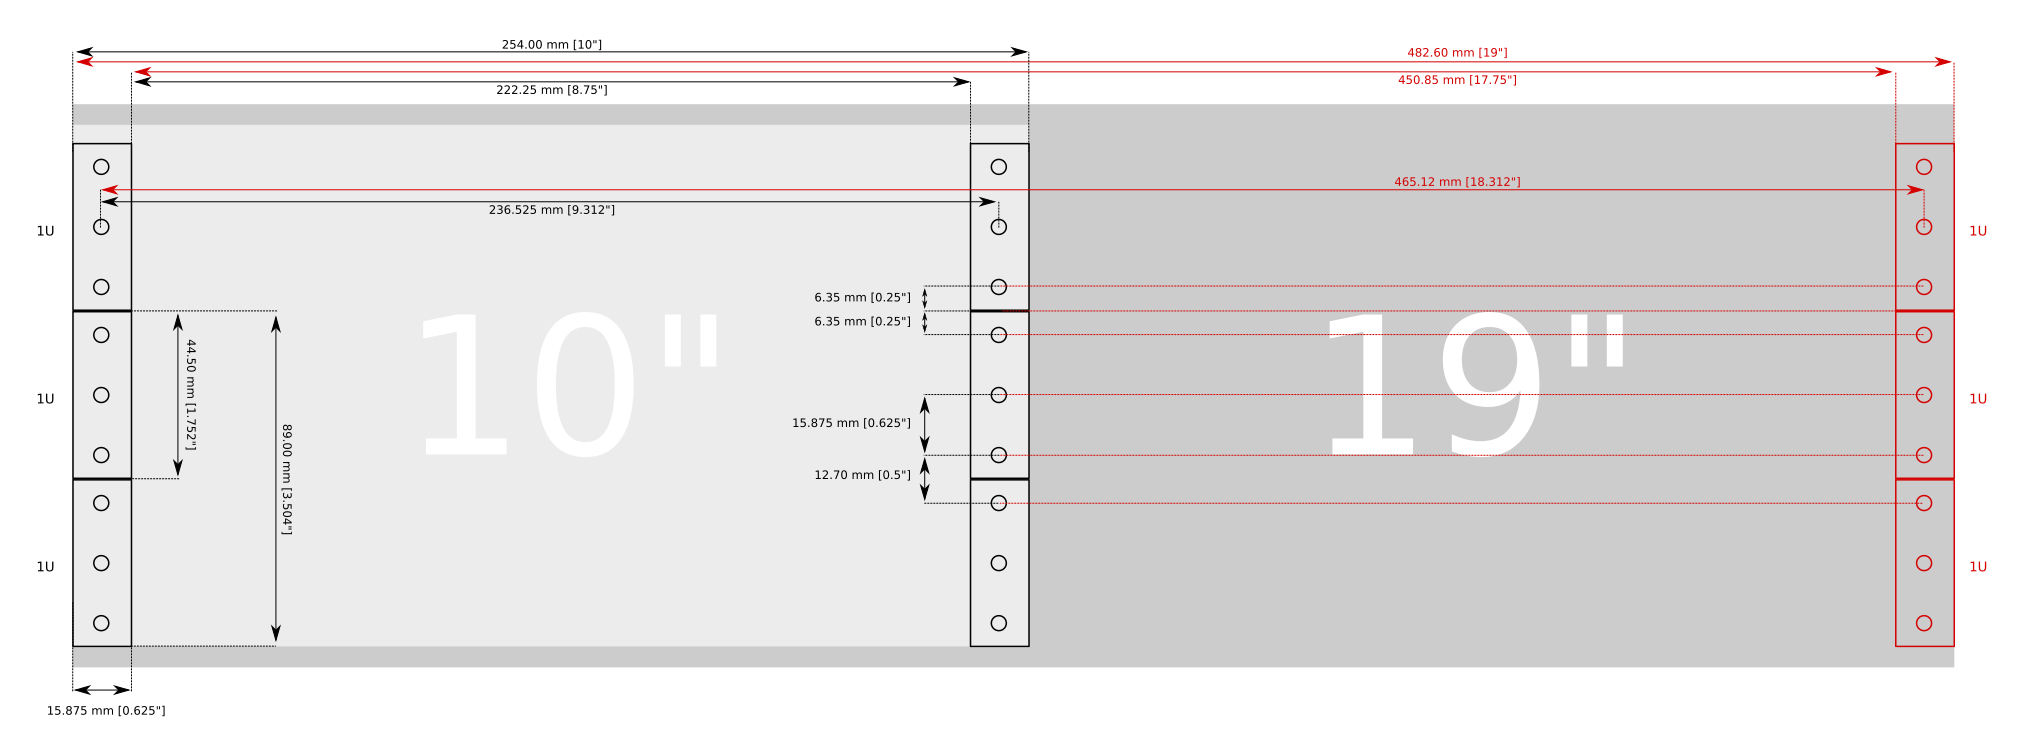 254.00 mm [10"]
482.60 mm [19"]
450.85 mm [17.75"]
222.25 mm [8.75"]
465.12 mm [18.312"]
236.525 mm [9.312"]
1U
1U
6.35 mm [0.25"]
6.35 mm [0.25"]
10"
19"
44.50 mm [1.752"]
1U
1U
15.875 mm [0.625"]
89.00 mm [3.504"]
12.70 mm [0.5"]
1U
1U
15.875 mm [0.625"]